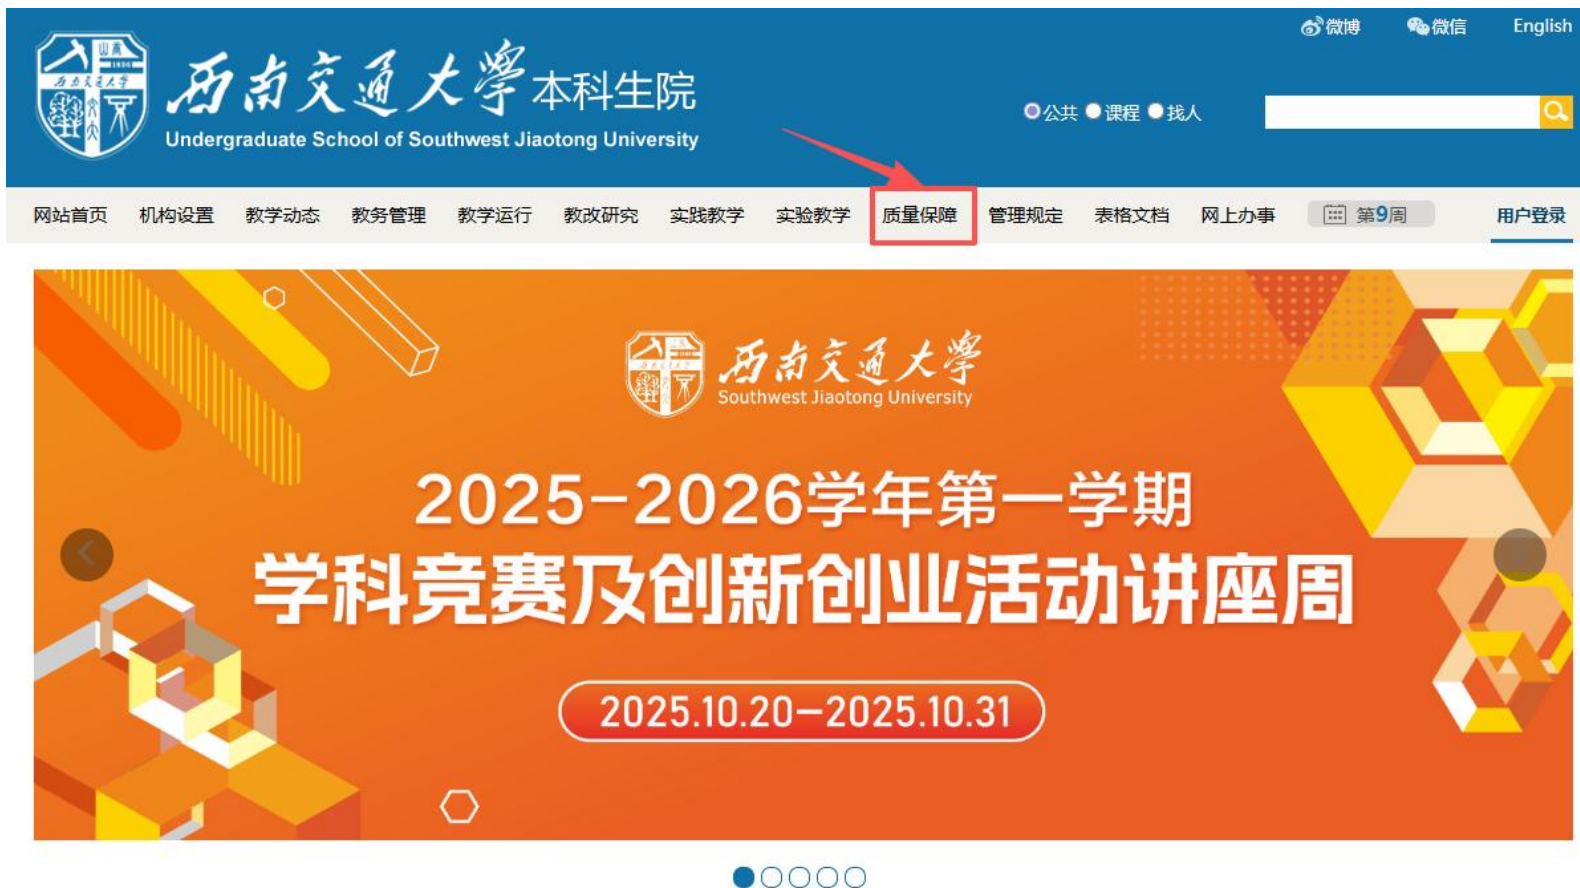 微博 微信 English
西南交通大学本科生院
Undergraduate School of Southwest Jiaotong University
公共 课程 找人
网站首页 机构设置 教学动态 教务管理 教学运行 教改研究 实践教学 实验教学 质量保障 管理规定 表格文档 网上办事 第9周 用户登录
西南交通大学
Southwest Jiaotong University
2025-2026学年第一学期
学科竞赛及创新创业活动讲座周
2025.10.20—2025.10.31